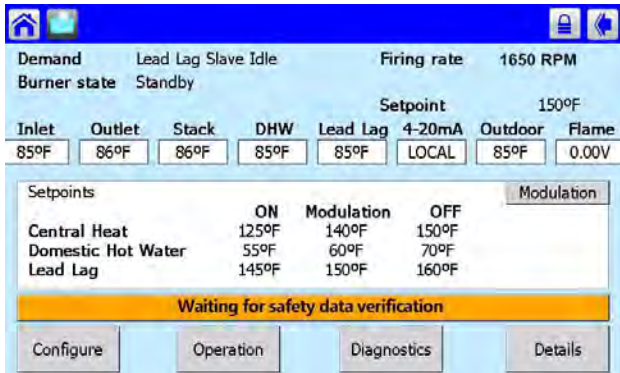 Demand Lead Lag Slave Idle Firing rate 1650 RPM
Burner state Standby
Setpoint 150ºF
Inlet Outlet Stack DHW Lead Lag 4-20mA Outdoor Flame
85ºF 86ºF 86ºF 85ºF 85ºF LOCAL 85ºF 0.00V
Setpoints Modulation
ON Modulation OFF
Central Heat 125ºF 140ºF 150ºF
Domestic Hot Water 55ºF 60ºF 70ºF
Lead Lag 145ºF 150ºF 160ºF
Waiting for safety data verification
Configure Operation Diagnostics Details